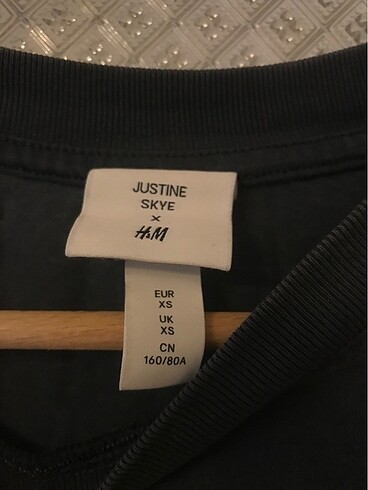 JUSTINE
SKYE
×
H&M
EUR
XS
UK
XS
CN
160/80A